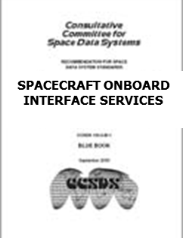 Consultative
Committee for
Space Data Systems
RECOMMENDATION FOR SPACE
DATA SYSTEM STANDARDS
SPACECRAFT ONBOARD
INTERFACE SERVICES
BLUE BOOK
CCSDS